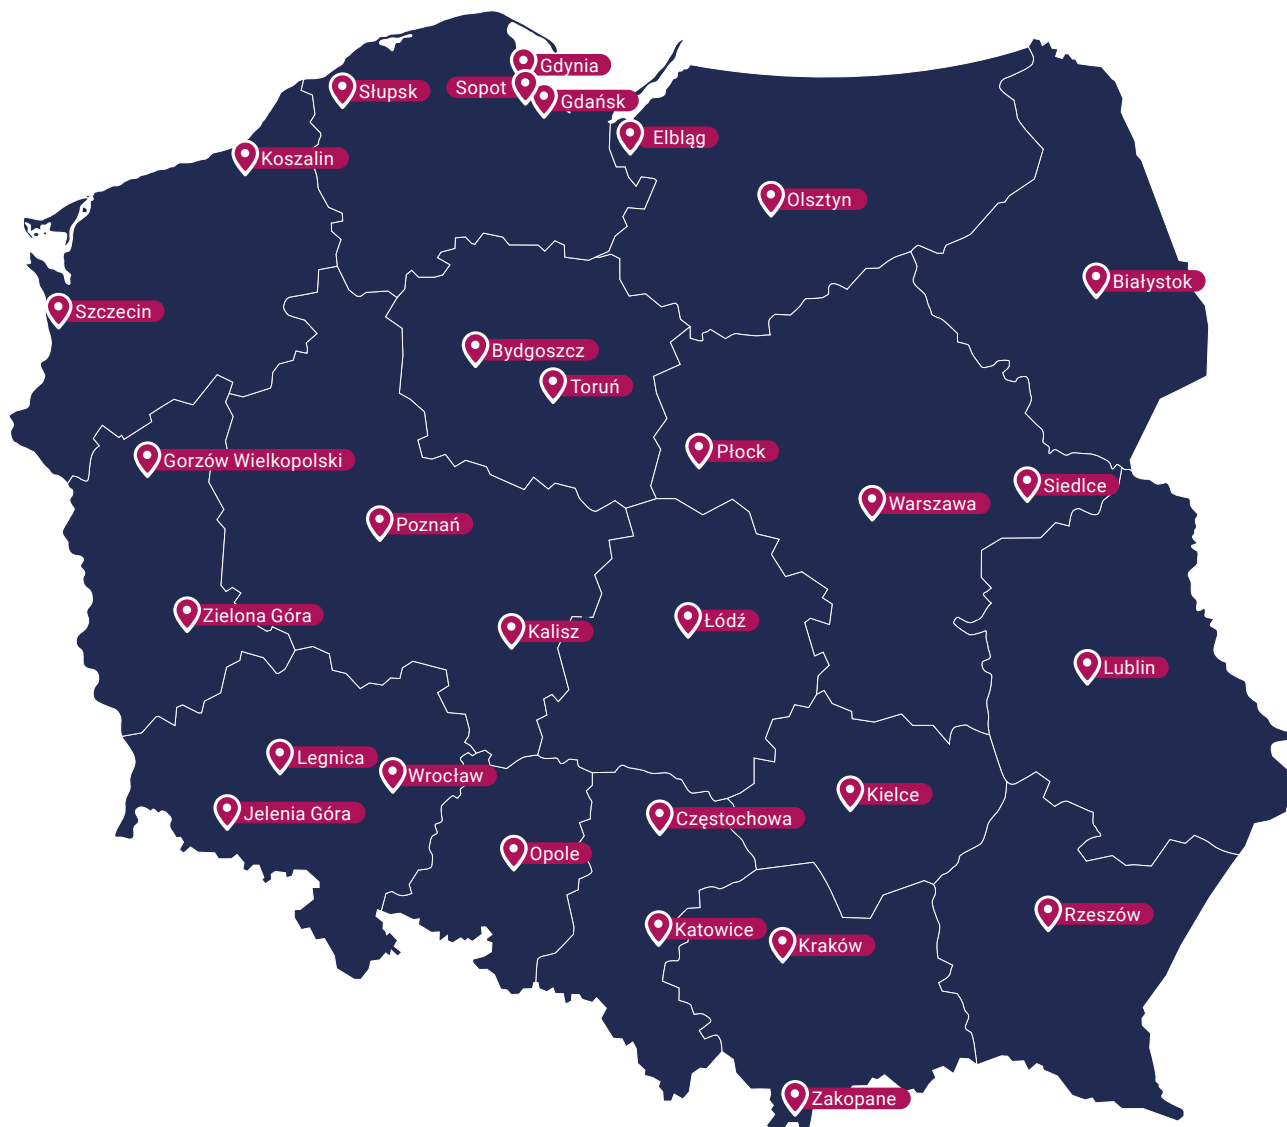 Gdynia
Sopot
Słupsk
Gdańsk
Elbląg
Koszalin
Olsztyn
Białystok
Szczecin
Bydgoszcz
Toruń
Płock
Gorzów Wielkopolski
Siedlce
Warszawa
Poznań
Zielona Góra
Łódź
Kalisz
Lublin
Legnica
Wrocław
Kielce
Jelenia Góra
Częstochowa
Opole
Rzeszów
Katowice
Kraków
Zakopane